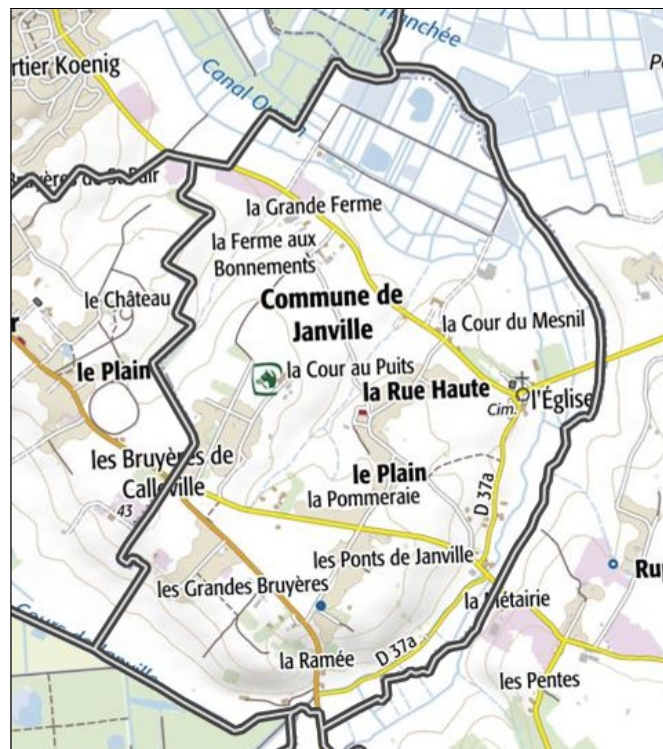 Tranchée
rtier Koenig
Canal
la Grande Ferme
la Ferme aux
Bonnements
le Château
Commune de
Janville
la Cour du Mesnil
le Plain
la Cour au Puits
la Rue Haute
l'Église
Cim.
les Bruyères de
le Plain
la Pommeraie
43
D 37a
les Ponts de Janville
les Grandes Bruyères
la Métairie
Ru
la Ramée
D 37a
les Pentes